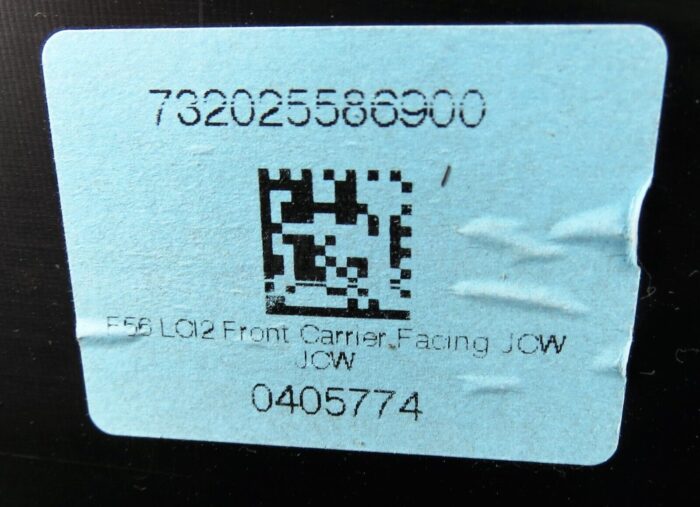 732025586900
F56 LCI2 Front Carrier Facing JCW
JCW
0405774